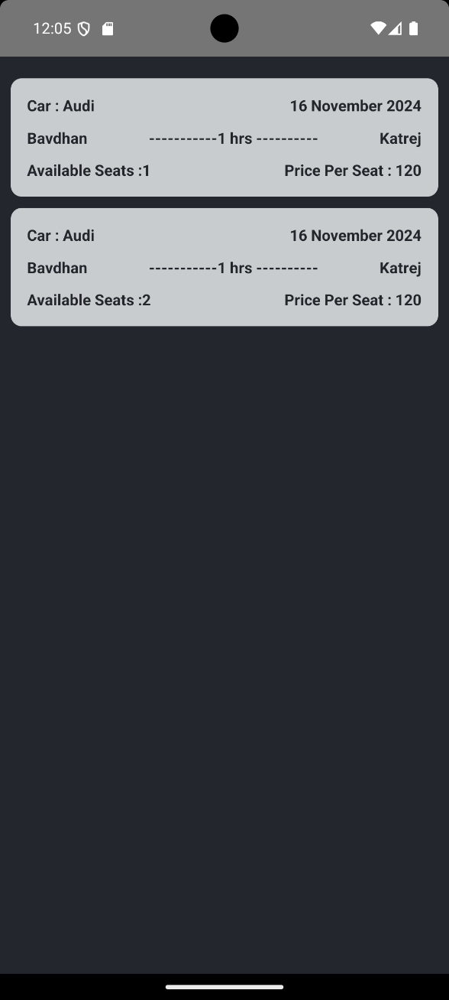 12:05
Car : Audi 16 November 2024
Bavdhan -----------1 hrs ---------- Katrej
Available Seats :1 Price Per Seat : 120
Car : Audi 16 November 2024
Bavdhan -----------1 hrs ---------- Katrej
Available Seats :2 Price Per Seat : 120